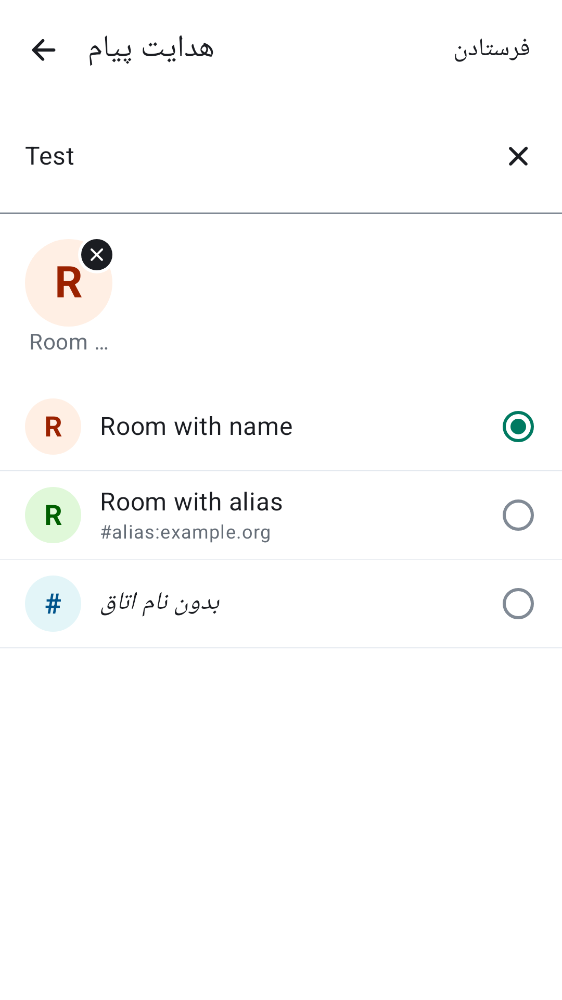 هدایت پیام
فرستادن
Test
R
Room …
R
Room with name
R
Room with alias
#alias:example.org
#
بدون نام اتاق